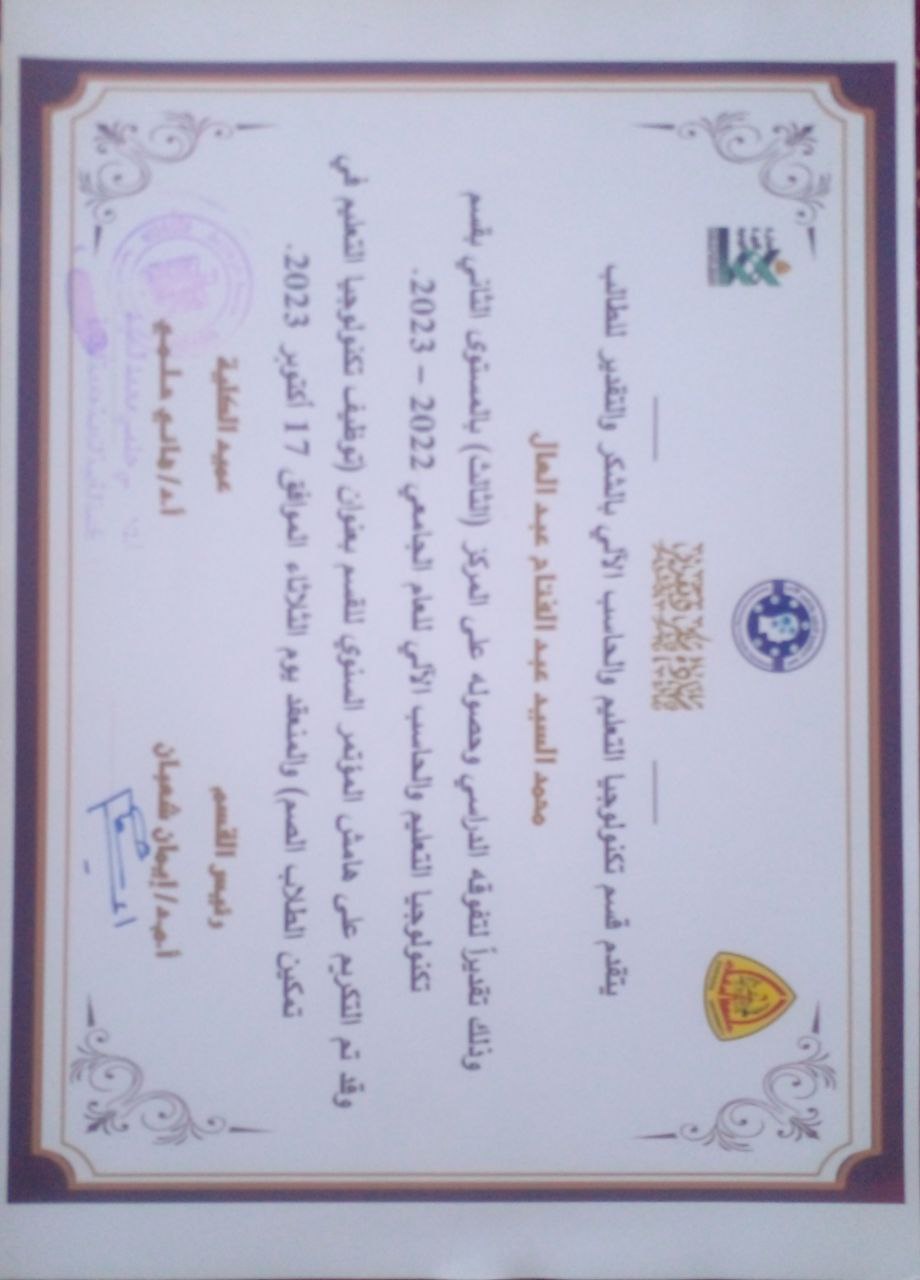 شهادة شكر وتقدير
يتقدم قسم تكنولوجيا التعليم والحاسب الآلي بالشكر والتقدير للطالب
محمد السيد عبد الفتاح عبد العال
وذلك تقديراً لتفوقه الدراسي وحصوله على المركز (الثالث) بالمستوى الثاني بقسم
تكنولوجيا التعليم والحاسب الآلي للعام الجامعي 2022 – 2023.
وقد تم التكريم على هامش المؤتمر السنوي للقسم بعنوان (توظيف تكنولوجيا التعليم في
تمكين الطلاب الصم) والمنعقد يوم الثلاثاء الموافق 17 أكتوبر 2023.
رئيس القسم
عميد الكلية
أ.م.د/ إيمان شعبان
أ.د/ هاني حلمي